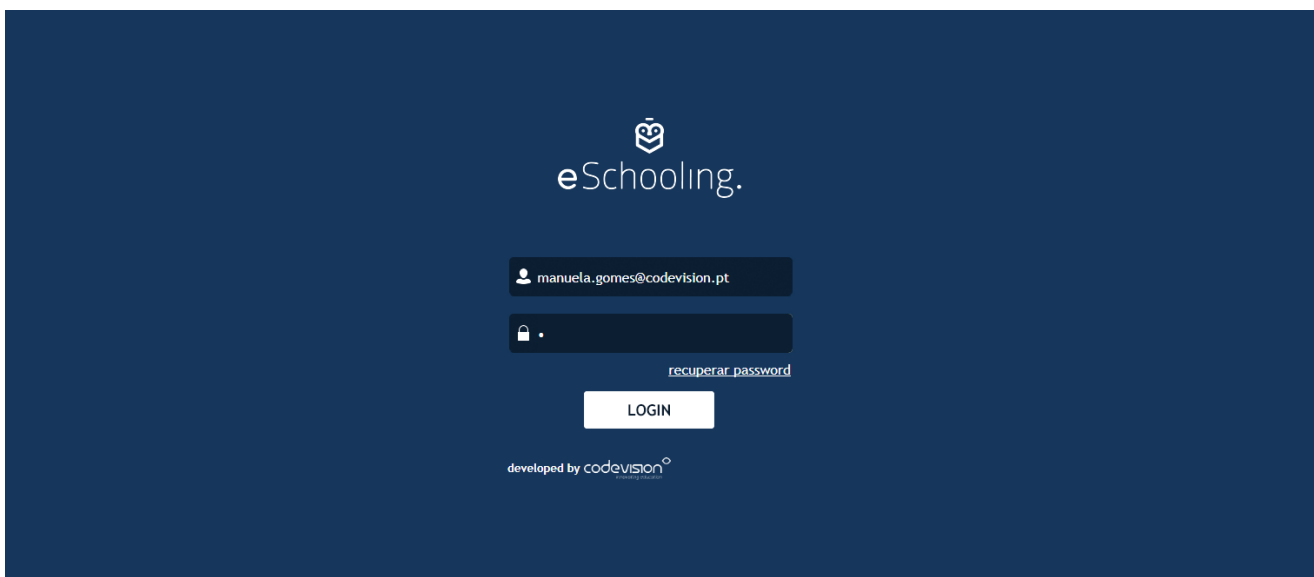 eSchooling.
manuela.gomes@codevision.pt
•
recuperar password
LOGIN
developed by codevision